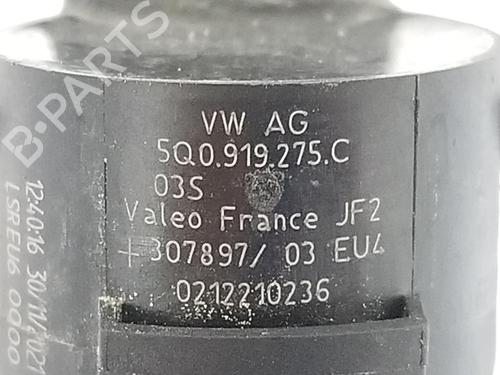 B-PARTS
VW AG
5Q0.919.275.C
03S
Valeo France JF2
+307897/ 03 EU4
0212210236
12:40:16 30/11/2021
LSREU6 0000